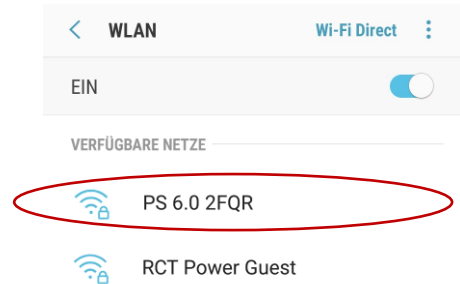 WLAN Wi-Fi Direct
EIN
VERFÜGBARE NETZE
PS 6.0 2FQR
RCT Power Guest